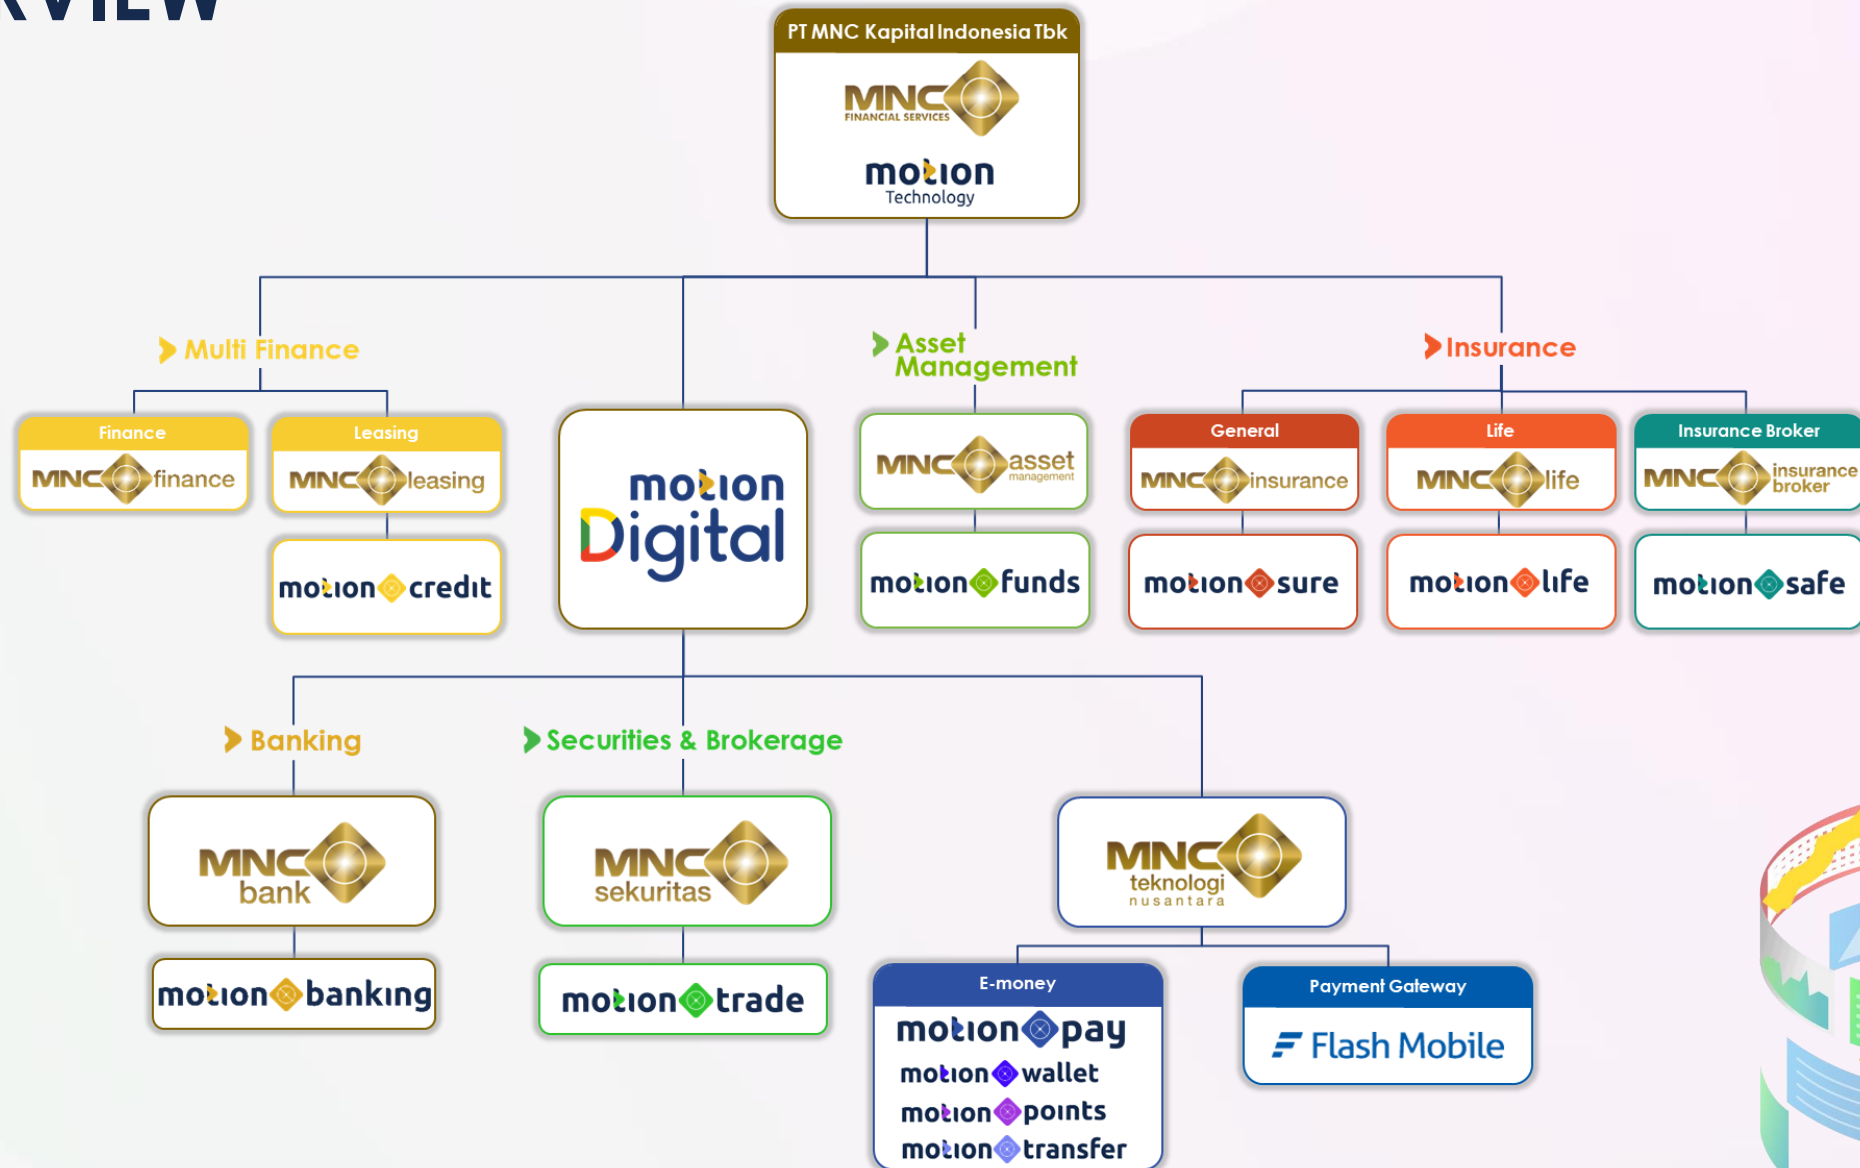 RVIEW
PT MNC Kapital Indonesia Tbk
MNC
FINANCIAL SERVICES
motion
Technology
Multi Finance
Asset
Management
Insurance
Finance
MNC finance
Leasing
MNC leasing
motion credit
motion
Digital
MNC asset
management
motion funds
General
MNC insurance
motion sure
Life
MNC life
motion life
Insurance Broker
MNC insurance
broker
motion safe
Banking
Securities & Brokerage
MNC
bank
motion banking
MNC
sekuritas
motion trade
MNC
teknologi
nusantara
E-money
motion pay
motion wallet
motion points
motion transfer
Payment Gateway
Flash Mobile